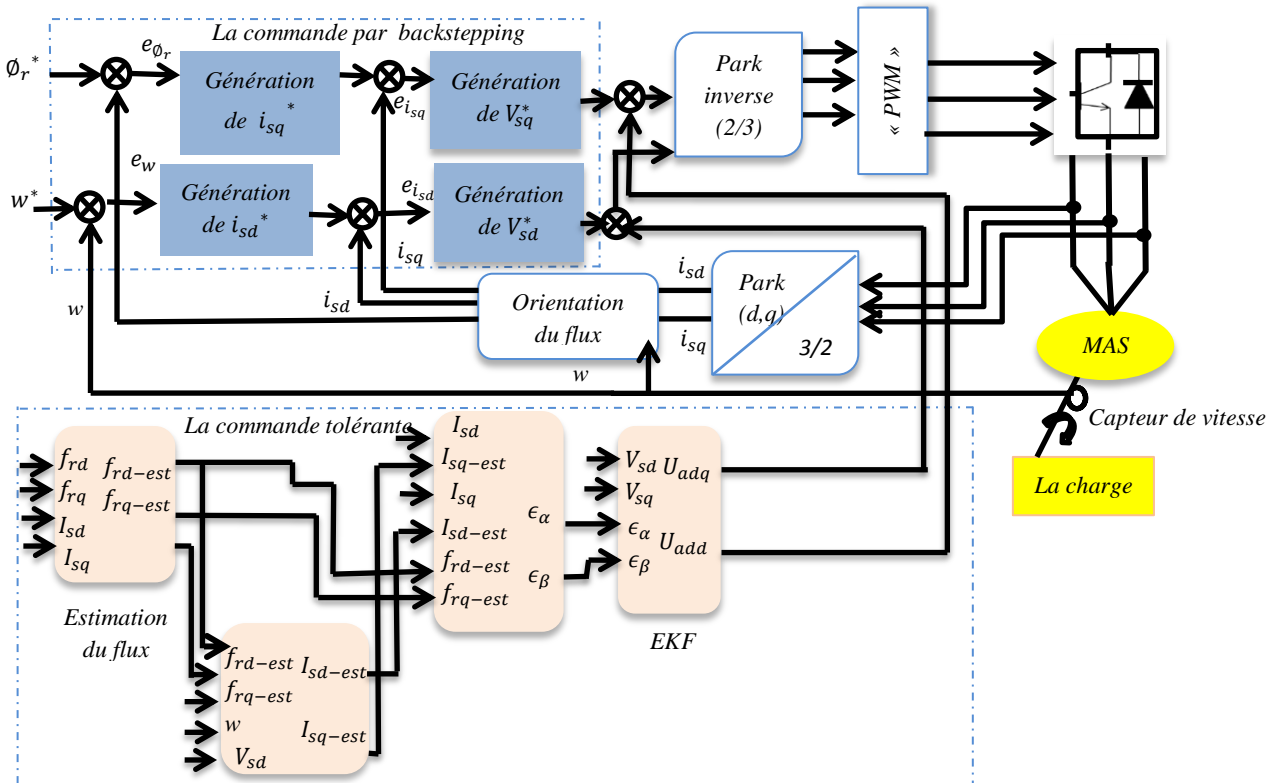 La commande par backstepping
∅r*
e∅r
Génération
de isq*
eisq
Génération
de V*sq
Park
inverse
(2/3)
« PWM »
w*
ew
Génération
de isd*
eisd
Génération
de V*sd
isq
isd
w
Orientation
du flux
isd
isq
w
Park
(d,q)
3/2
MAS
Capteur de vitesse
La charge
La commande tolérante
frd
frq
Isd
Isq
frd−est
frq−est
Estimation
du flux
frd−est
frq−est
w
Vsd
Isd−est
Isq−est
Isd
Isq−est
Isq
Isd−est
frd−est
frq−est
ϵα
ϵβ
Vsd
Vsq
ϵα
ϵβ
Uadq
Uadd
EKF